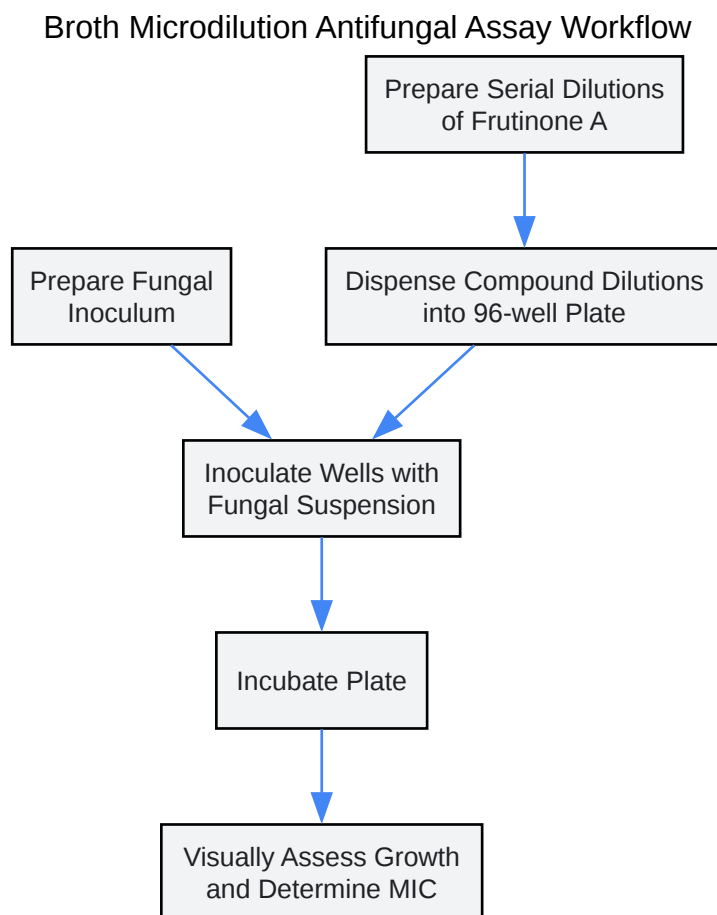 Broth Microdilution Antifungal Assay Workflow
Prepare Serial Dilutions
of Frutinone A
Prepare Fungal
Inoculum
Dispense Compound Dilutions
into 96-well Plate
Inoculate Wells with
Fungal Suspension
Incubate Plate
Visually Assess Growth
and Determine MIC